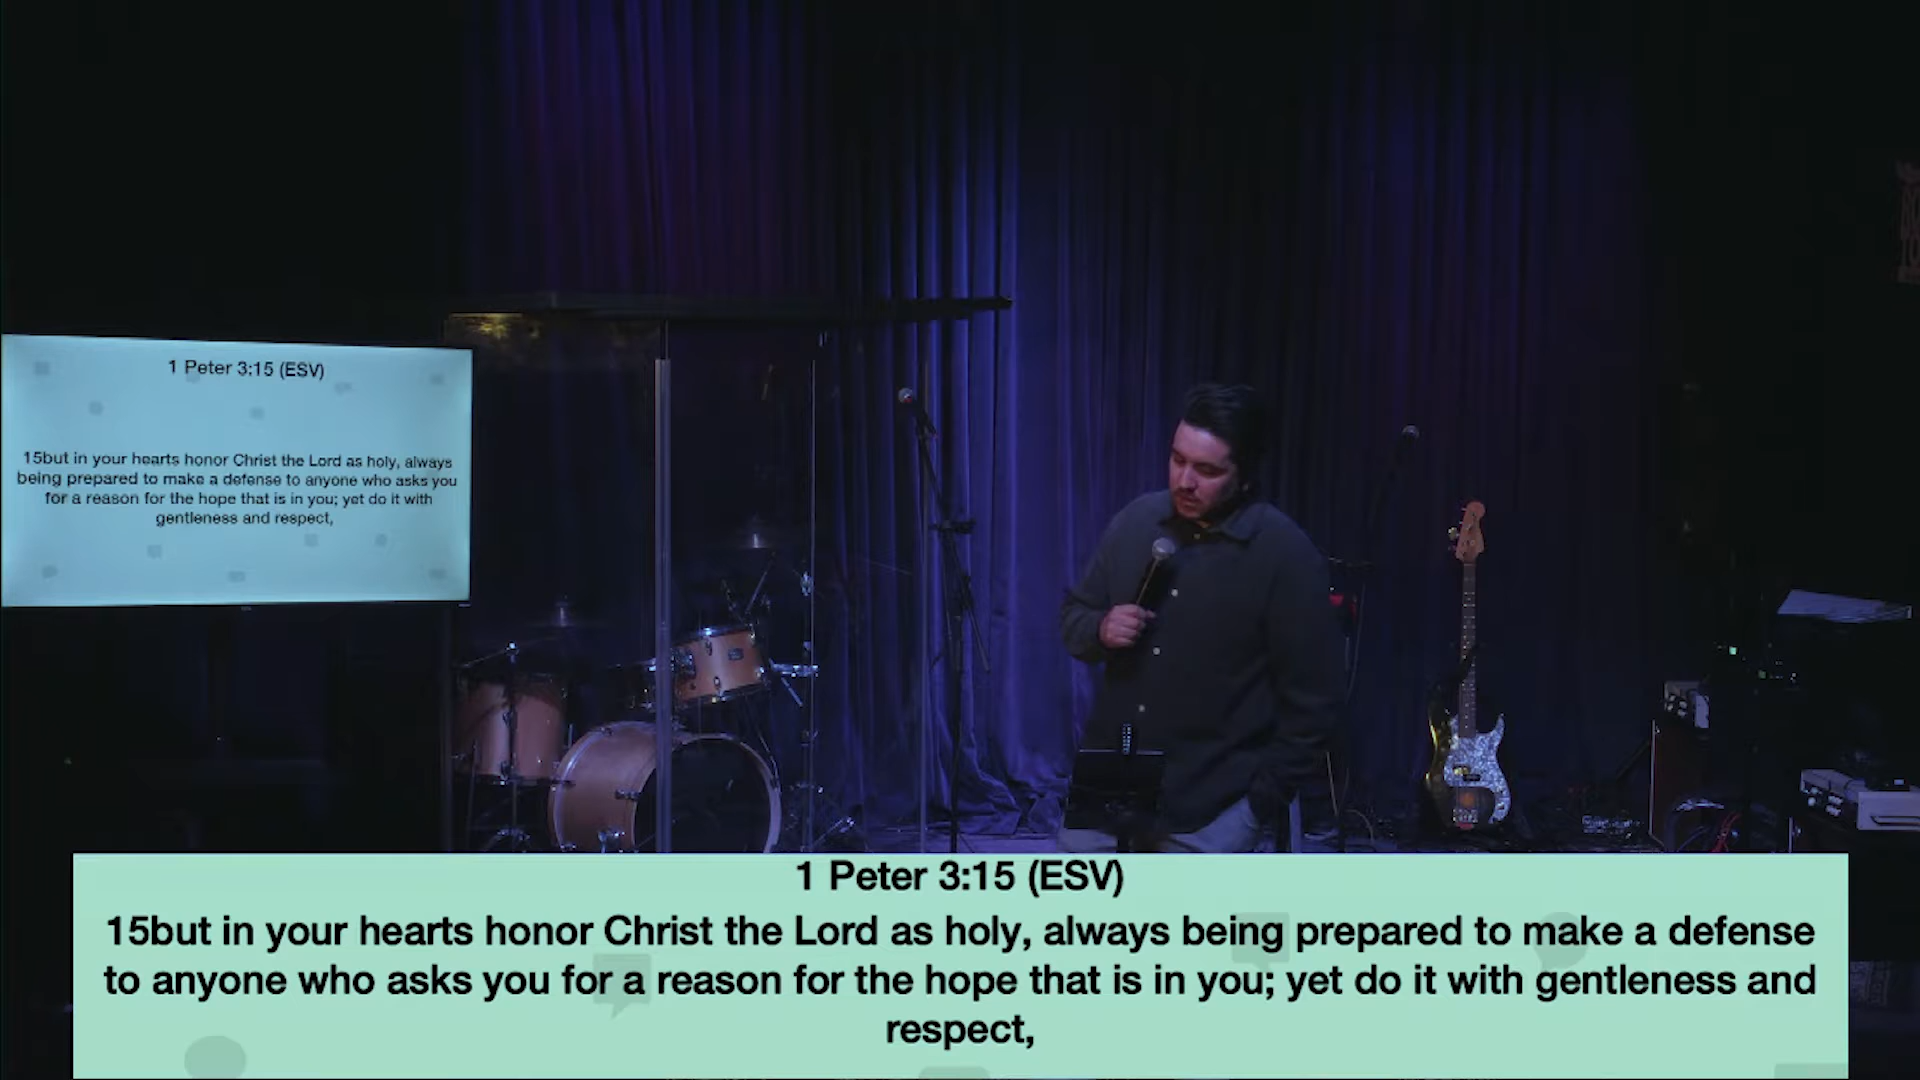 1 Peter 3:15 (ESV)
15but in your hearts honor Christ the Lord as holy, always
being prepared to make a defense to anyone who asks you
for a reason for the hope that is in you; yet do it with
gentleness and respect,
1 Peter 3:15 (ESV)
15but in your hearts honor Christ the Lord as holy, always being prepared to make a defense
to anyone who asks you for a reason for the hope that is in you; yet do it with gentleness and
respect,